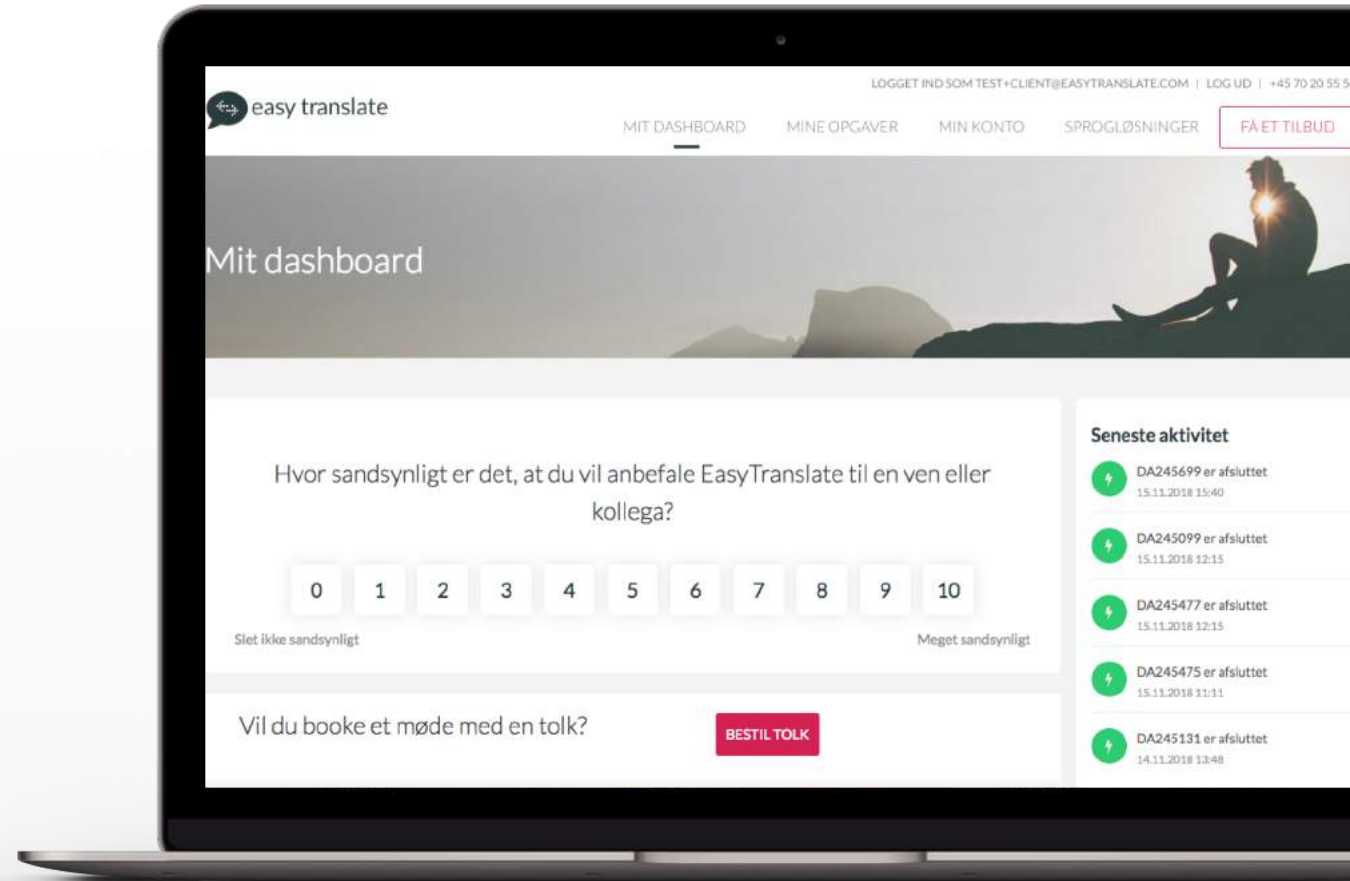 LOGGET IND SOM TEST+CLIENT@EASYTRANSLATE.COM | LOG UD | +45 70 20 55 5
easy translate
MIT DASHBOARD MINE OPGAVER MIN KONTO SPROGLØSNINGER FÅ ET TILBUD
Mit dashboard
Hvor sandsynligt er det, at du vil anbefale EasyTranslate til en ven eller
kollega?
0 1 2 3 4 5 6 7 8 9 10
Slet ikke sandsynligt Meget sandsynligt
Vil du booke et møde med en tolk?
BESTIL TOLK
Seneste aktivitet
DA245699 er afsluttet
15.11.2018 15:40
DA245099 er afsluttet
15.11.2018 12:15
DA245477 er afsluttet
15.11.2018 12:15
DA245475 er afsluttet
15.11.2018 11:11
DA245131 er afsluttet
14.11.2018 13:48